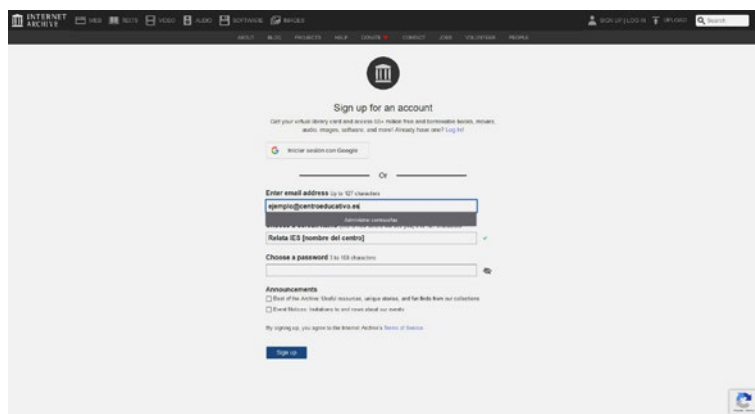 INTERNET ARCHIVE
WEB TEXTS VIDEO AUDIO SOFTWARE IMAGES
SIGN UP | LOG IN UPLOAD Search
ABOUT BLOG PROJECTS HELP DONATE CONTACT JOBS VOLUNTEER PEOPLE
Sign up for an account
Get your virtual library card and access 65+ million free and borrowable books, movies,
audio, images, software, and more! Already have one? Log in!
G Iniciar sesión con Google
Or
Enter email address Up to 127 characters
ejemplo@centroeducativo.es
Administrar contraseñas
Relata IES [nombre del centro]
Choose a password 3 to 100 characters
Announcements
Best of the Archive: Useful resources, unique stories, and fun finds from our collections
Event Notices: Invitations to and news about our events
By signing up, you agree to the Internet Archive's Terms of Service.
Sign up